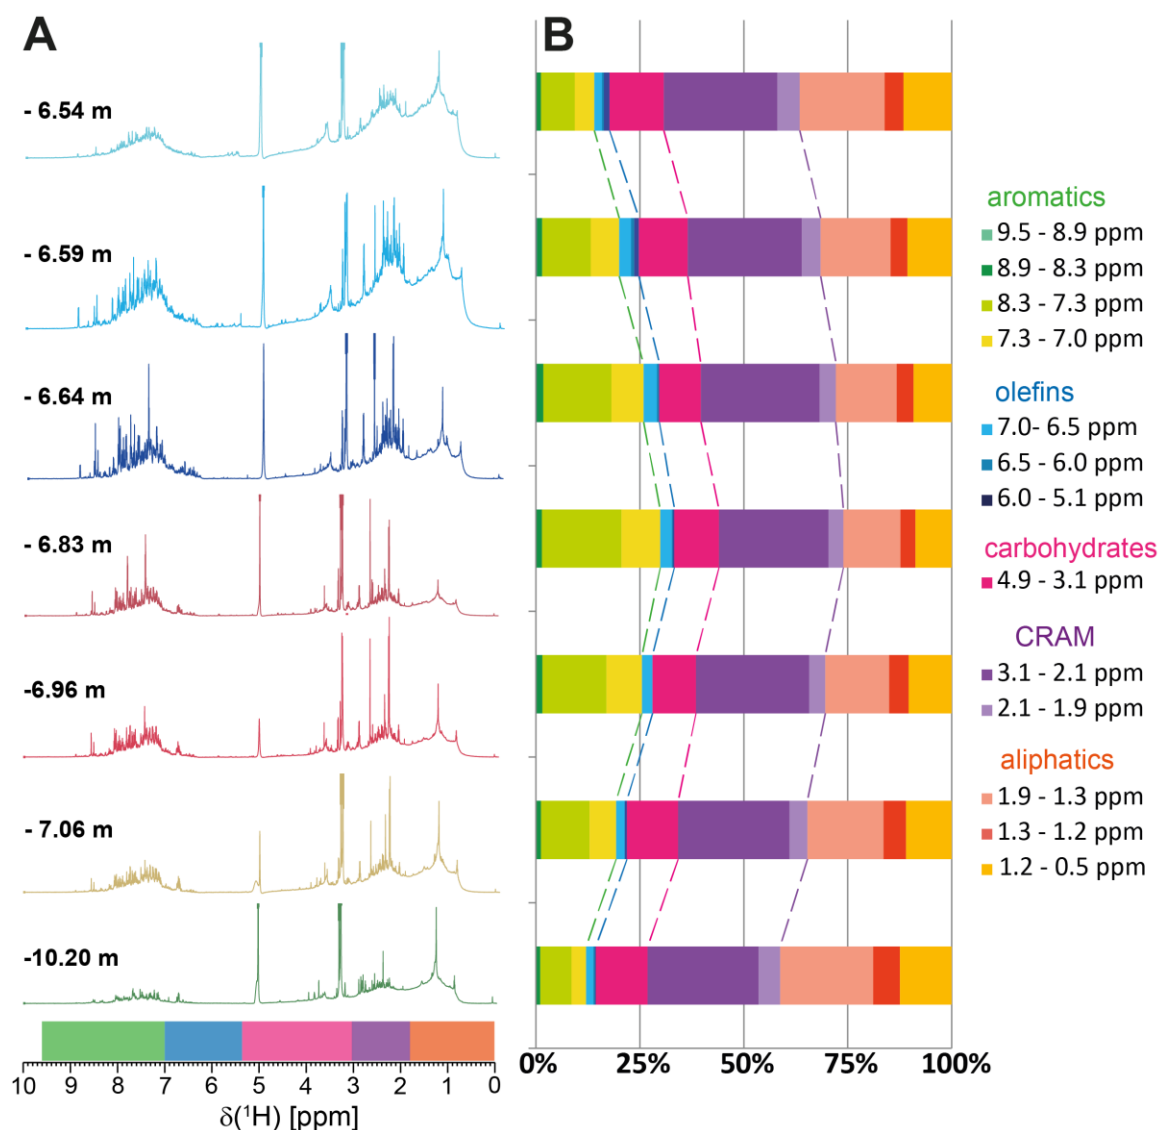 A
B
- 6.54 m
- 6.59 m
- 6.64 m
- 6.83 m
-6.96 m
- 7.06 m
-10.20 m
10 9 8 7 6 5 4 3 2 1 0
δ(¹H) [ppm]
0% 25% 75% 100%
aromatics
9.5 - 8.9 ppm
8.9 - 8.3 ppm
8.3 - 7.3 ppm
7.3 - 7.0 ppm
olefins
7.0- 6.5 ppm
6.5 - 6.0 ppm
6.0 - 5.1 ppm
carbohydrates
4.9 - 3.1 ppm
CRAM
3.1 - 2.1 ppm
2.1 - 1.9 ppm
aliphatics
1.9 - 1.3 ppm
1.3 - 1.2 ppm
1.2 - 0.5 ppm